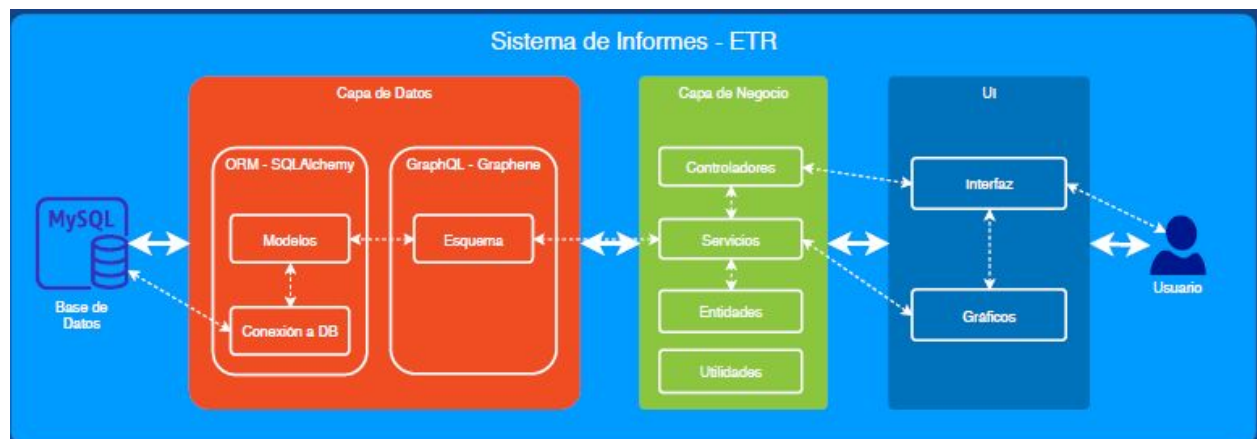 Sistema de Informes - ETR
Capa de Datos
Capa de Negocio
UI
ORM - SQLAlchemy
GraphQL - Graphene
Controladores
Interfaz
MySQL
Modelos
Esquema
Servicios
Usuario
Base de
Datos
Conexión a DB
Entidades
Gráficos
Utilidades